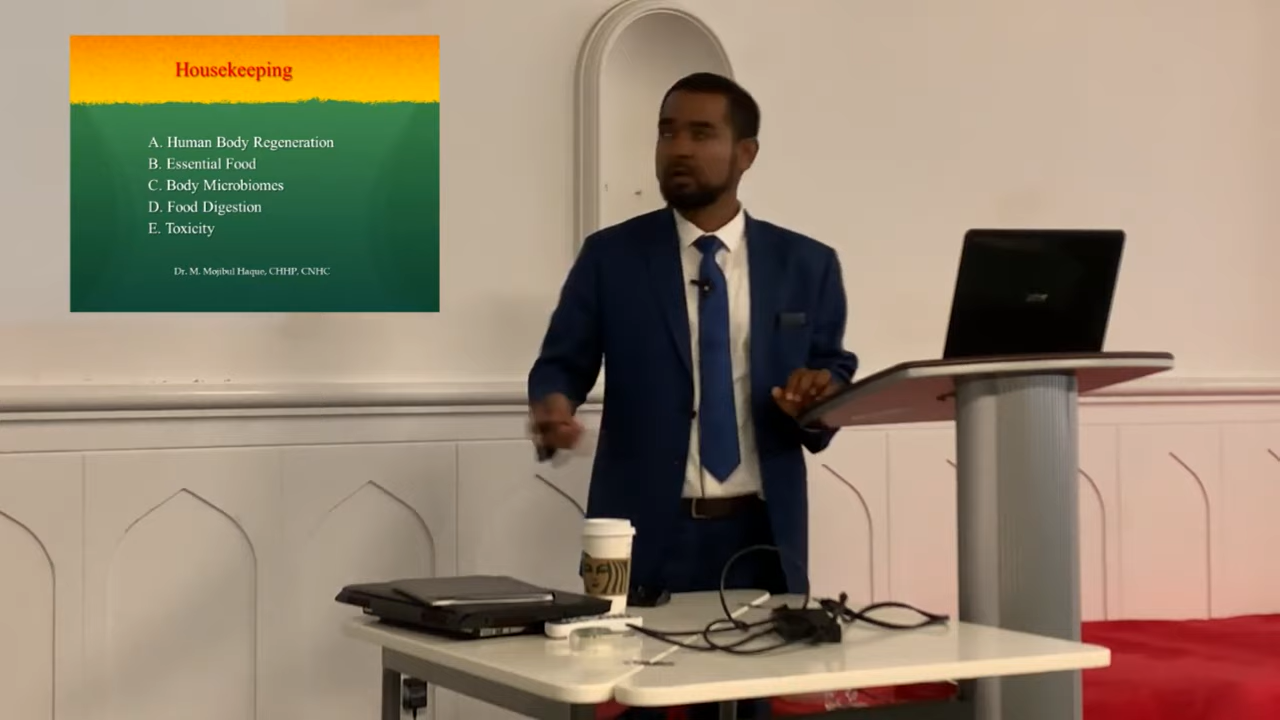 Housekeeping
A. Human Body Regeneration
B. Essential Food
C. Body Microbiomes
D. Food Digestion
E. Toxicity
Dr. M. Mojibul Haque, CHHP, CNHC